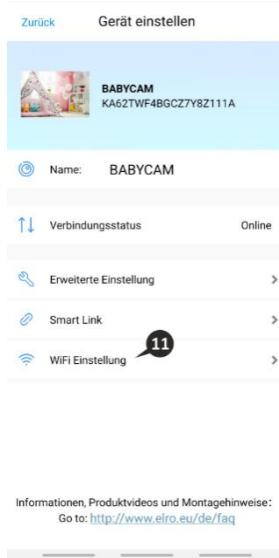 Zurück Gerät einstellen
BABYCAM
KA62TWF4BGCZ7Y8Z111A
Name: BABYCAM
Verbindungsstatus Online
Erweiterte Einstellung >
Smart Link >
WiFi Einstellung >
11
Informationen, Produktvideos und Montagehinweise:
Go to: http://www.elro.eu/de/faq